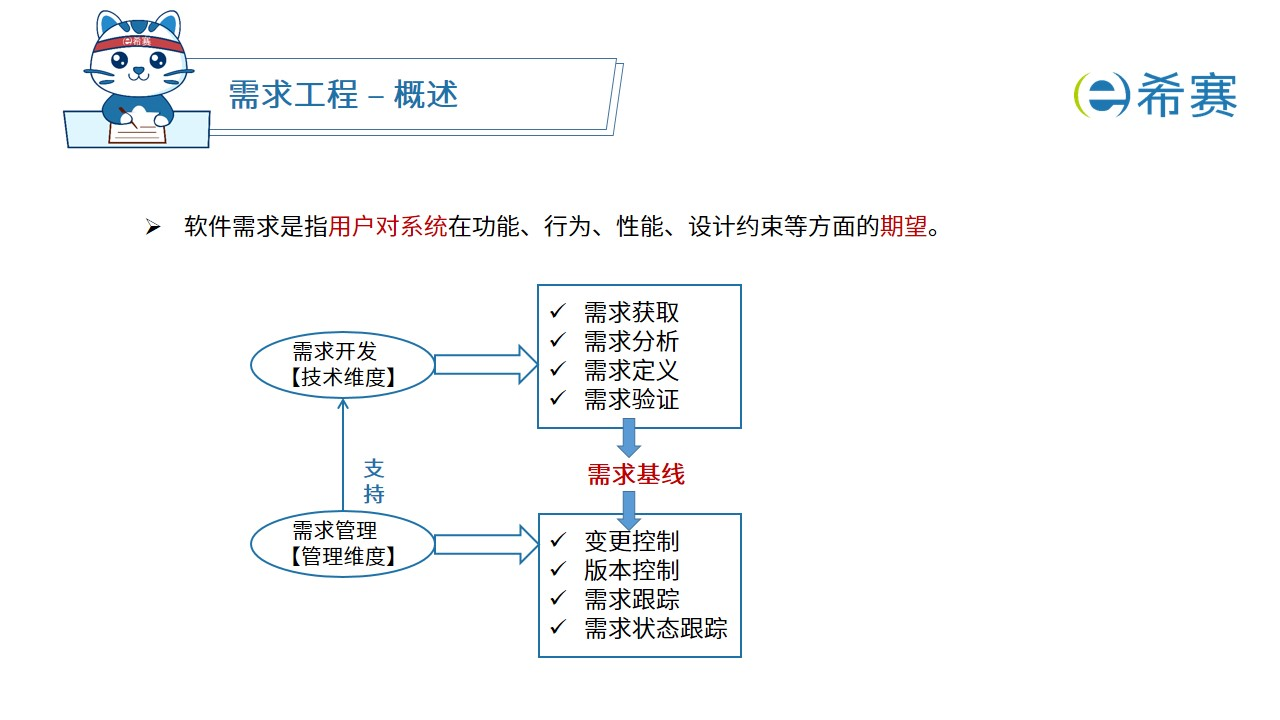 希赛
需求工程 – 概述
希赛
软件需求是指用户对系统在功能、行为、性能、设计约束等方面的期望。
需求获取
需求分析
需求定义
需求验证
需求开发
【技术维度】
支
持
需求基线
需求管理
【管理维度】
变更控制
版本控制
需求跟踪
需求状态跟踪